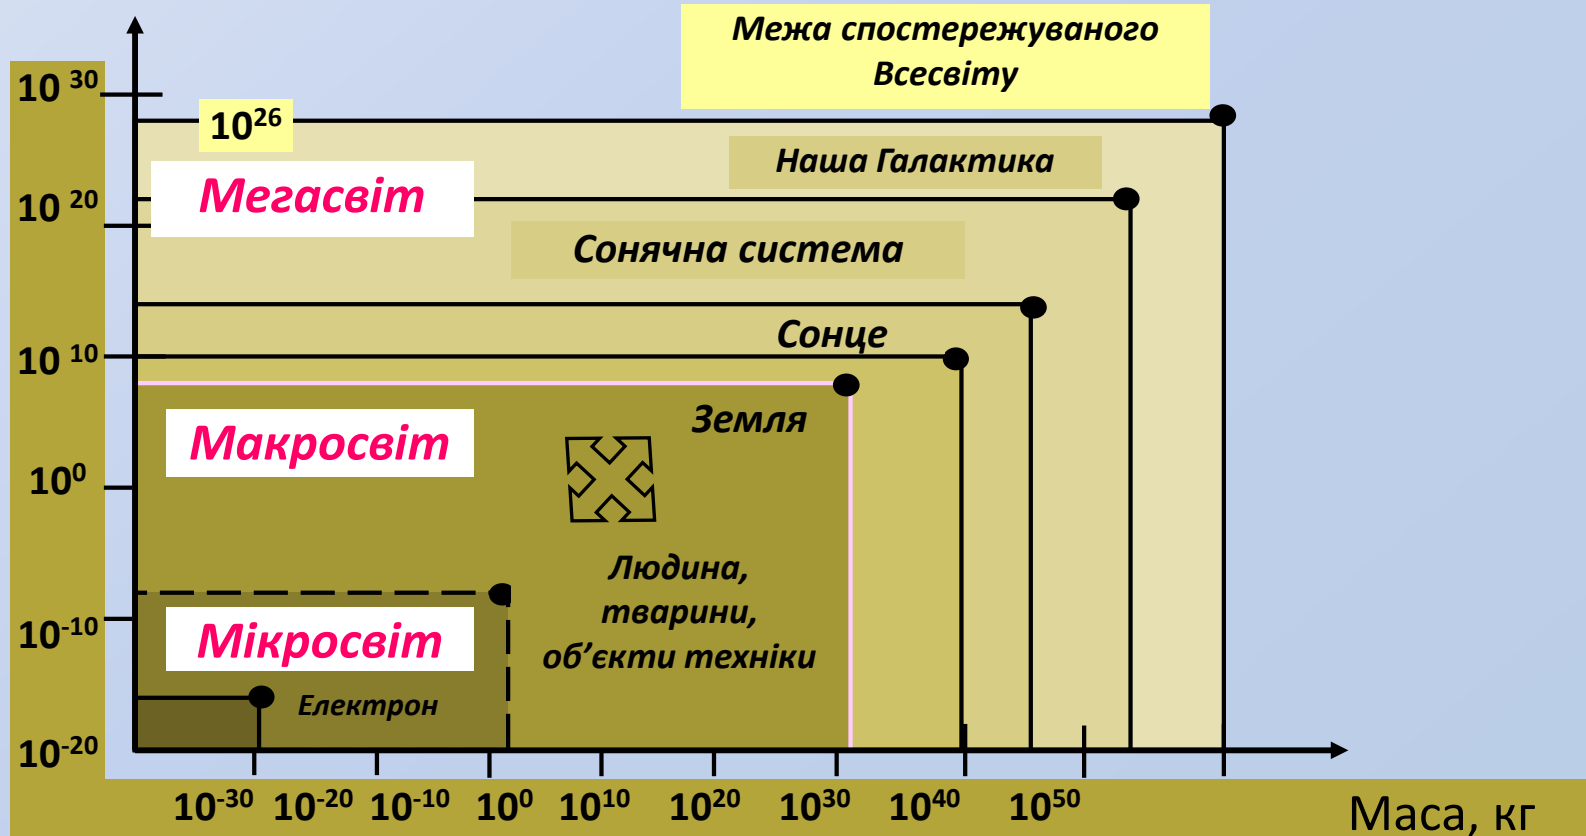 Межа спостережуваного
Всесвіту
10 30
10²⁶
Наша Галактика
Мегасвіт
10 20
Сонячна система
Сонце
10 10
Земля
Макросвіт
10⁰
Людина,
тварини,
об’єкти техніки
10⁻¹⁰
Мікросвіт
Електрон
10⁻²⁰
10⁻³⁰ 10⁻²⁰ 10⁻¹⁰ 10⁰ 10¹⁰ 10²⁰ 10³⁰ 10⁴⁰ 10⁵⁰
Маса, кг